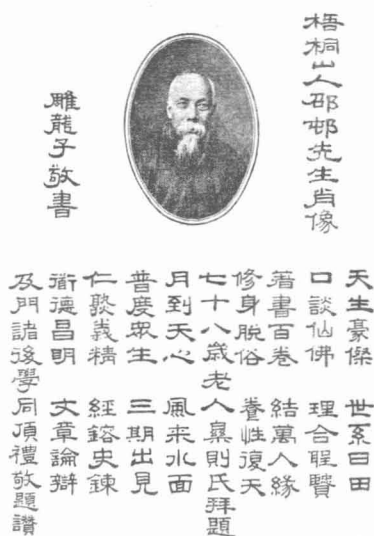 梧桐山人邵邨先生肖像
雕龍子敬書
天生豪傑 世系曰田
口談仙佛 理合聖賢
著書百卷 結萬人緣
修身脫俗 養性復天
七十八歲老人則氏拜題
月到天心 風来水面
普度眾生 三期出見
仁義精 經鎔史鍊
衜德昌明 文章論辯
及門諸後學同頂禮敬題讚